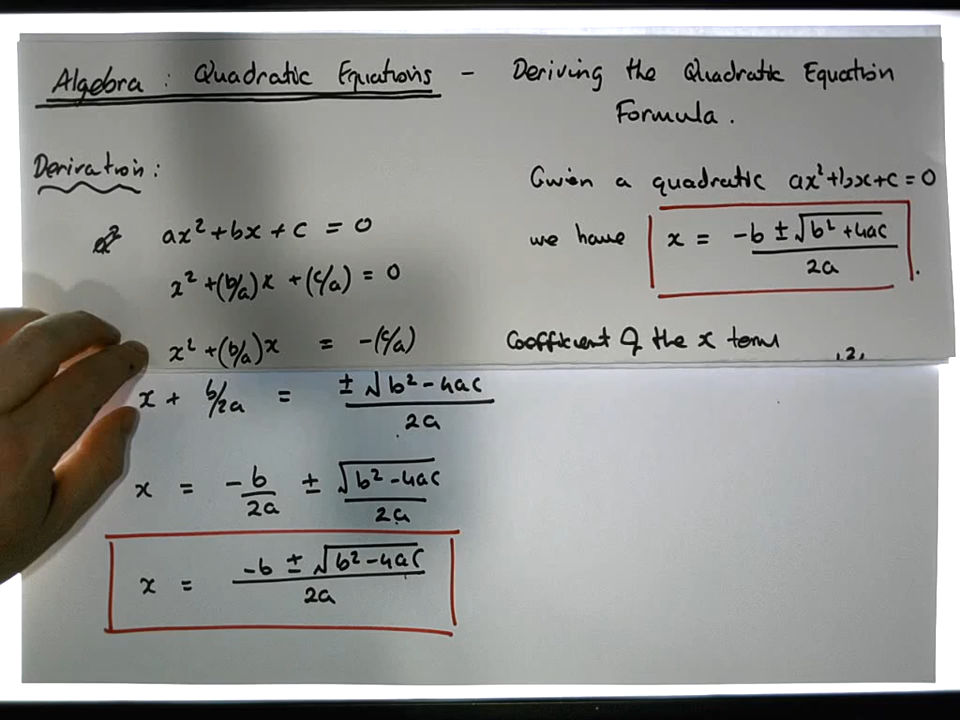 Algebra : Quadratic Equations - Deriving the Quadratic Equation
Formula.
Derivation:
ax² + bx + c = 0
x² + (b/a)x + (c/a) = 0
x² + (b/a)x = -(c/a)
Given a quadratic ax²+bx+c = 0
we have x = -b ± √(b² + 4ac) / 2a .
Coefficient of the x term
x + b/2a = ± √(b² - 4ac) / 2a
x = -b/2a ± √(b² - 4ac) / 2a
x = -b ± √(b² - 4ac) / 2a